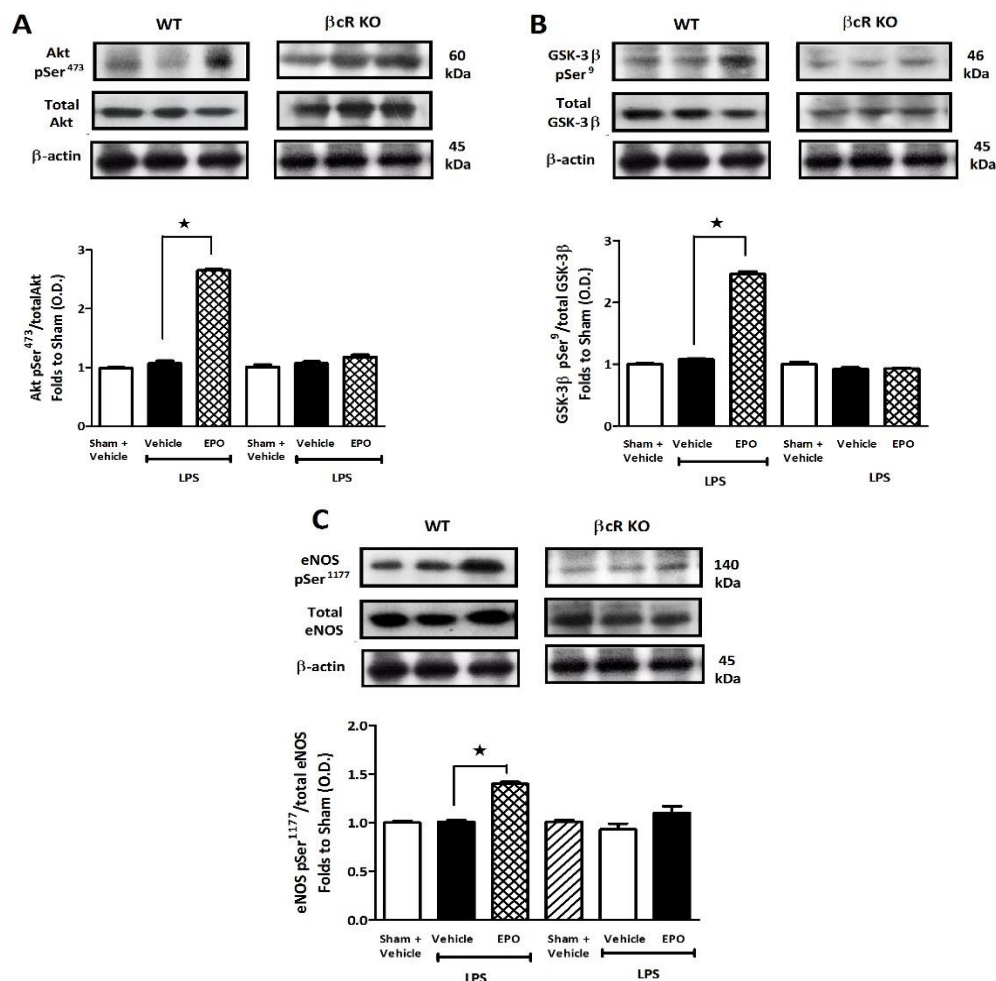 A
WT
βcR KO
Akt
pSer473
60
kDa
Total
Akt
β-actin
45
kDa
Akt pSer473/totalAkt
Folds to Sham (O.D.)
3
2
1
0
★
Sham +
Vehicle
Vehicle
EPO
Sham +
Vehicle
Vehicle
EPO
LPS
LPS
B
WT
βcR KO
GSK-3β
pSer9
46
kDa
Total
GSK-3β
β-actin
45
kDa
GSK-3β pSer9/total GSK-3β
Folds to Sham (O.D.)
3
2
1
0
★
Sham +
Vehicle
Vehicle
EPO
Sham +
Vehicle
Vehicle
EPO
LPS
LPS
C
WT
βcR KO
eNOS
pSer1177
140
kDa
Total
eNOS
β-actin
45
kDa
eNOS pSer1177/total eNOS
Folds to Sham (O.D.)
2.0
1.5
1.0
0.5
0.0
★
Sham +
Vehicle
Vehicle
EPO
Sham +
Vehicle
Vehicle
EPO
LPS
LPS